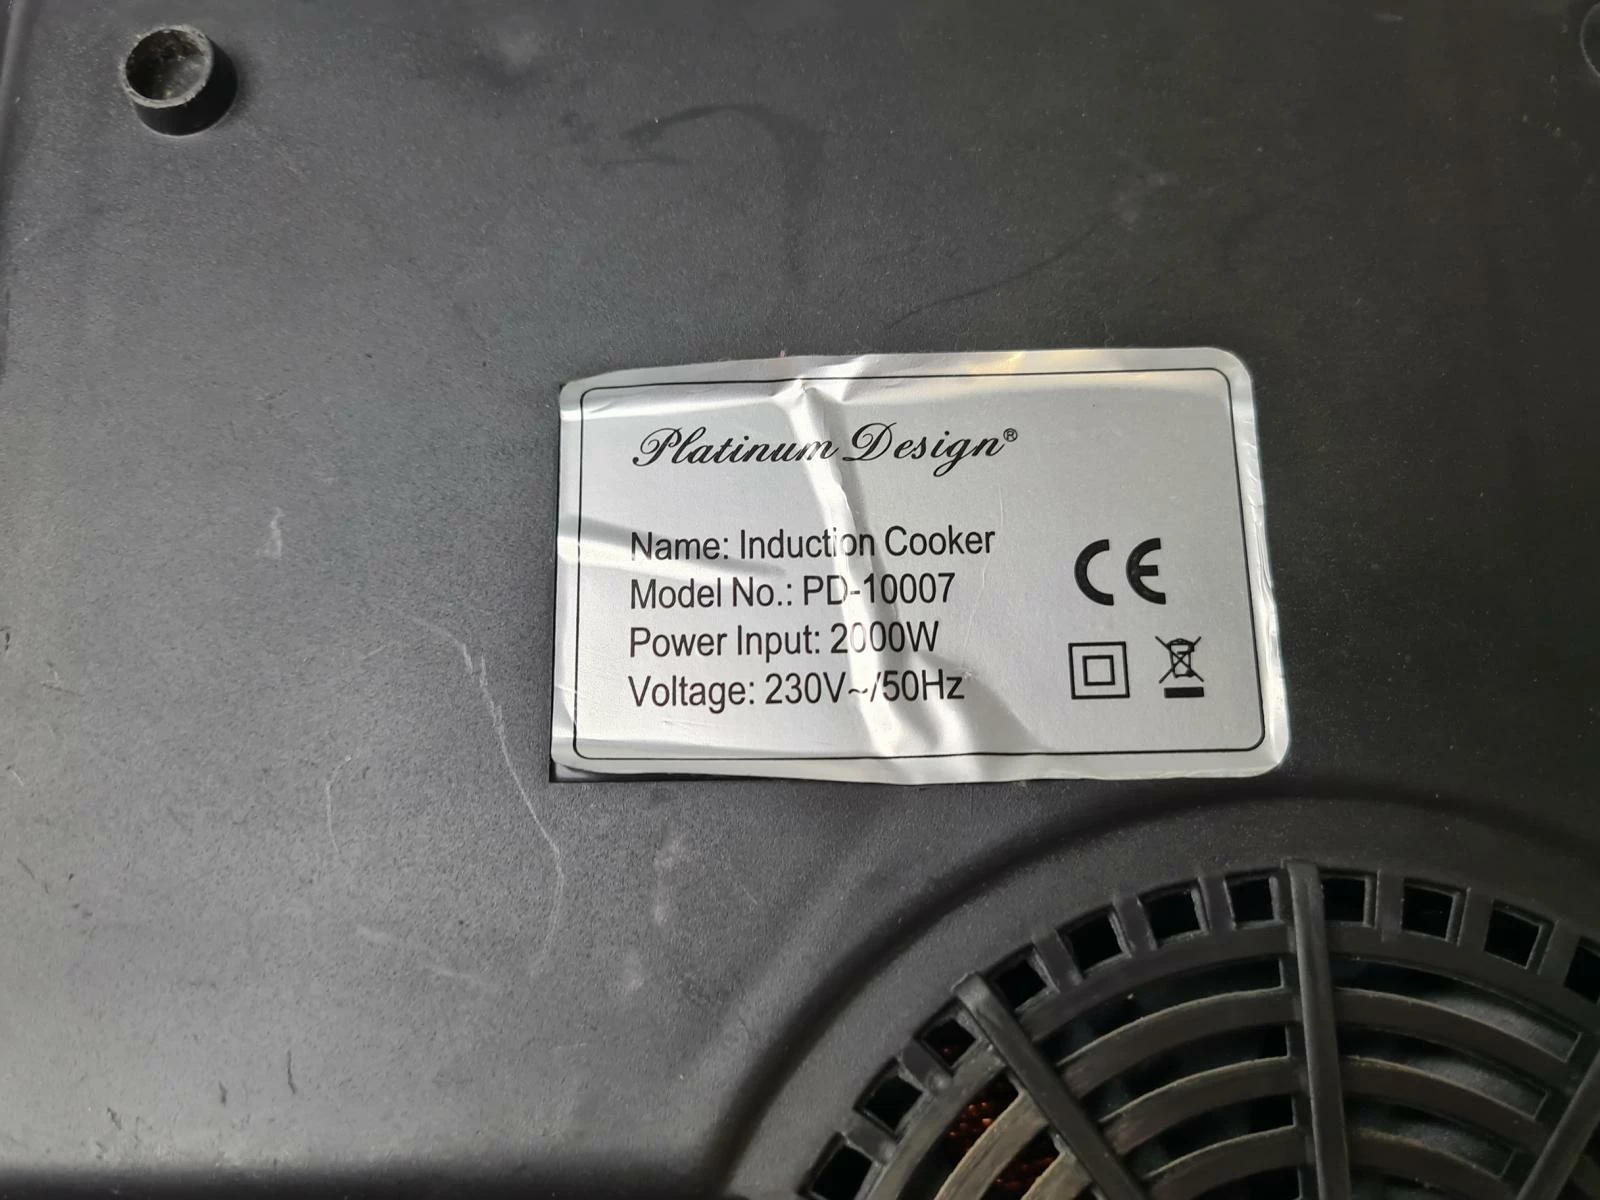 Platinum Design®
Name: Induction Cooker
Model No.: PD-10007
Power Input: 2000W
Voltage: 230V~/50Hz
CE